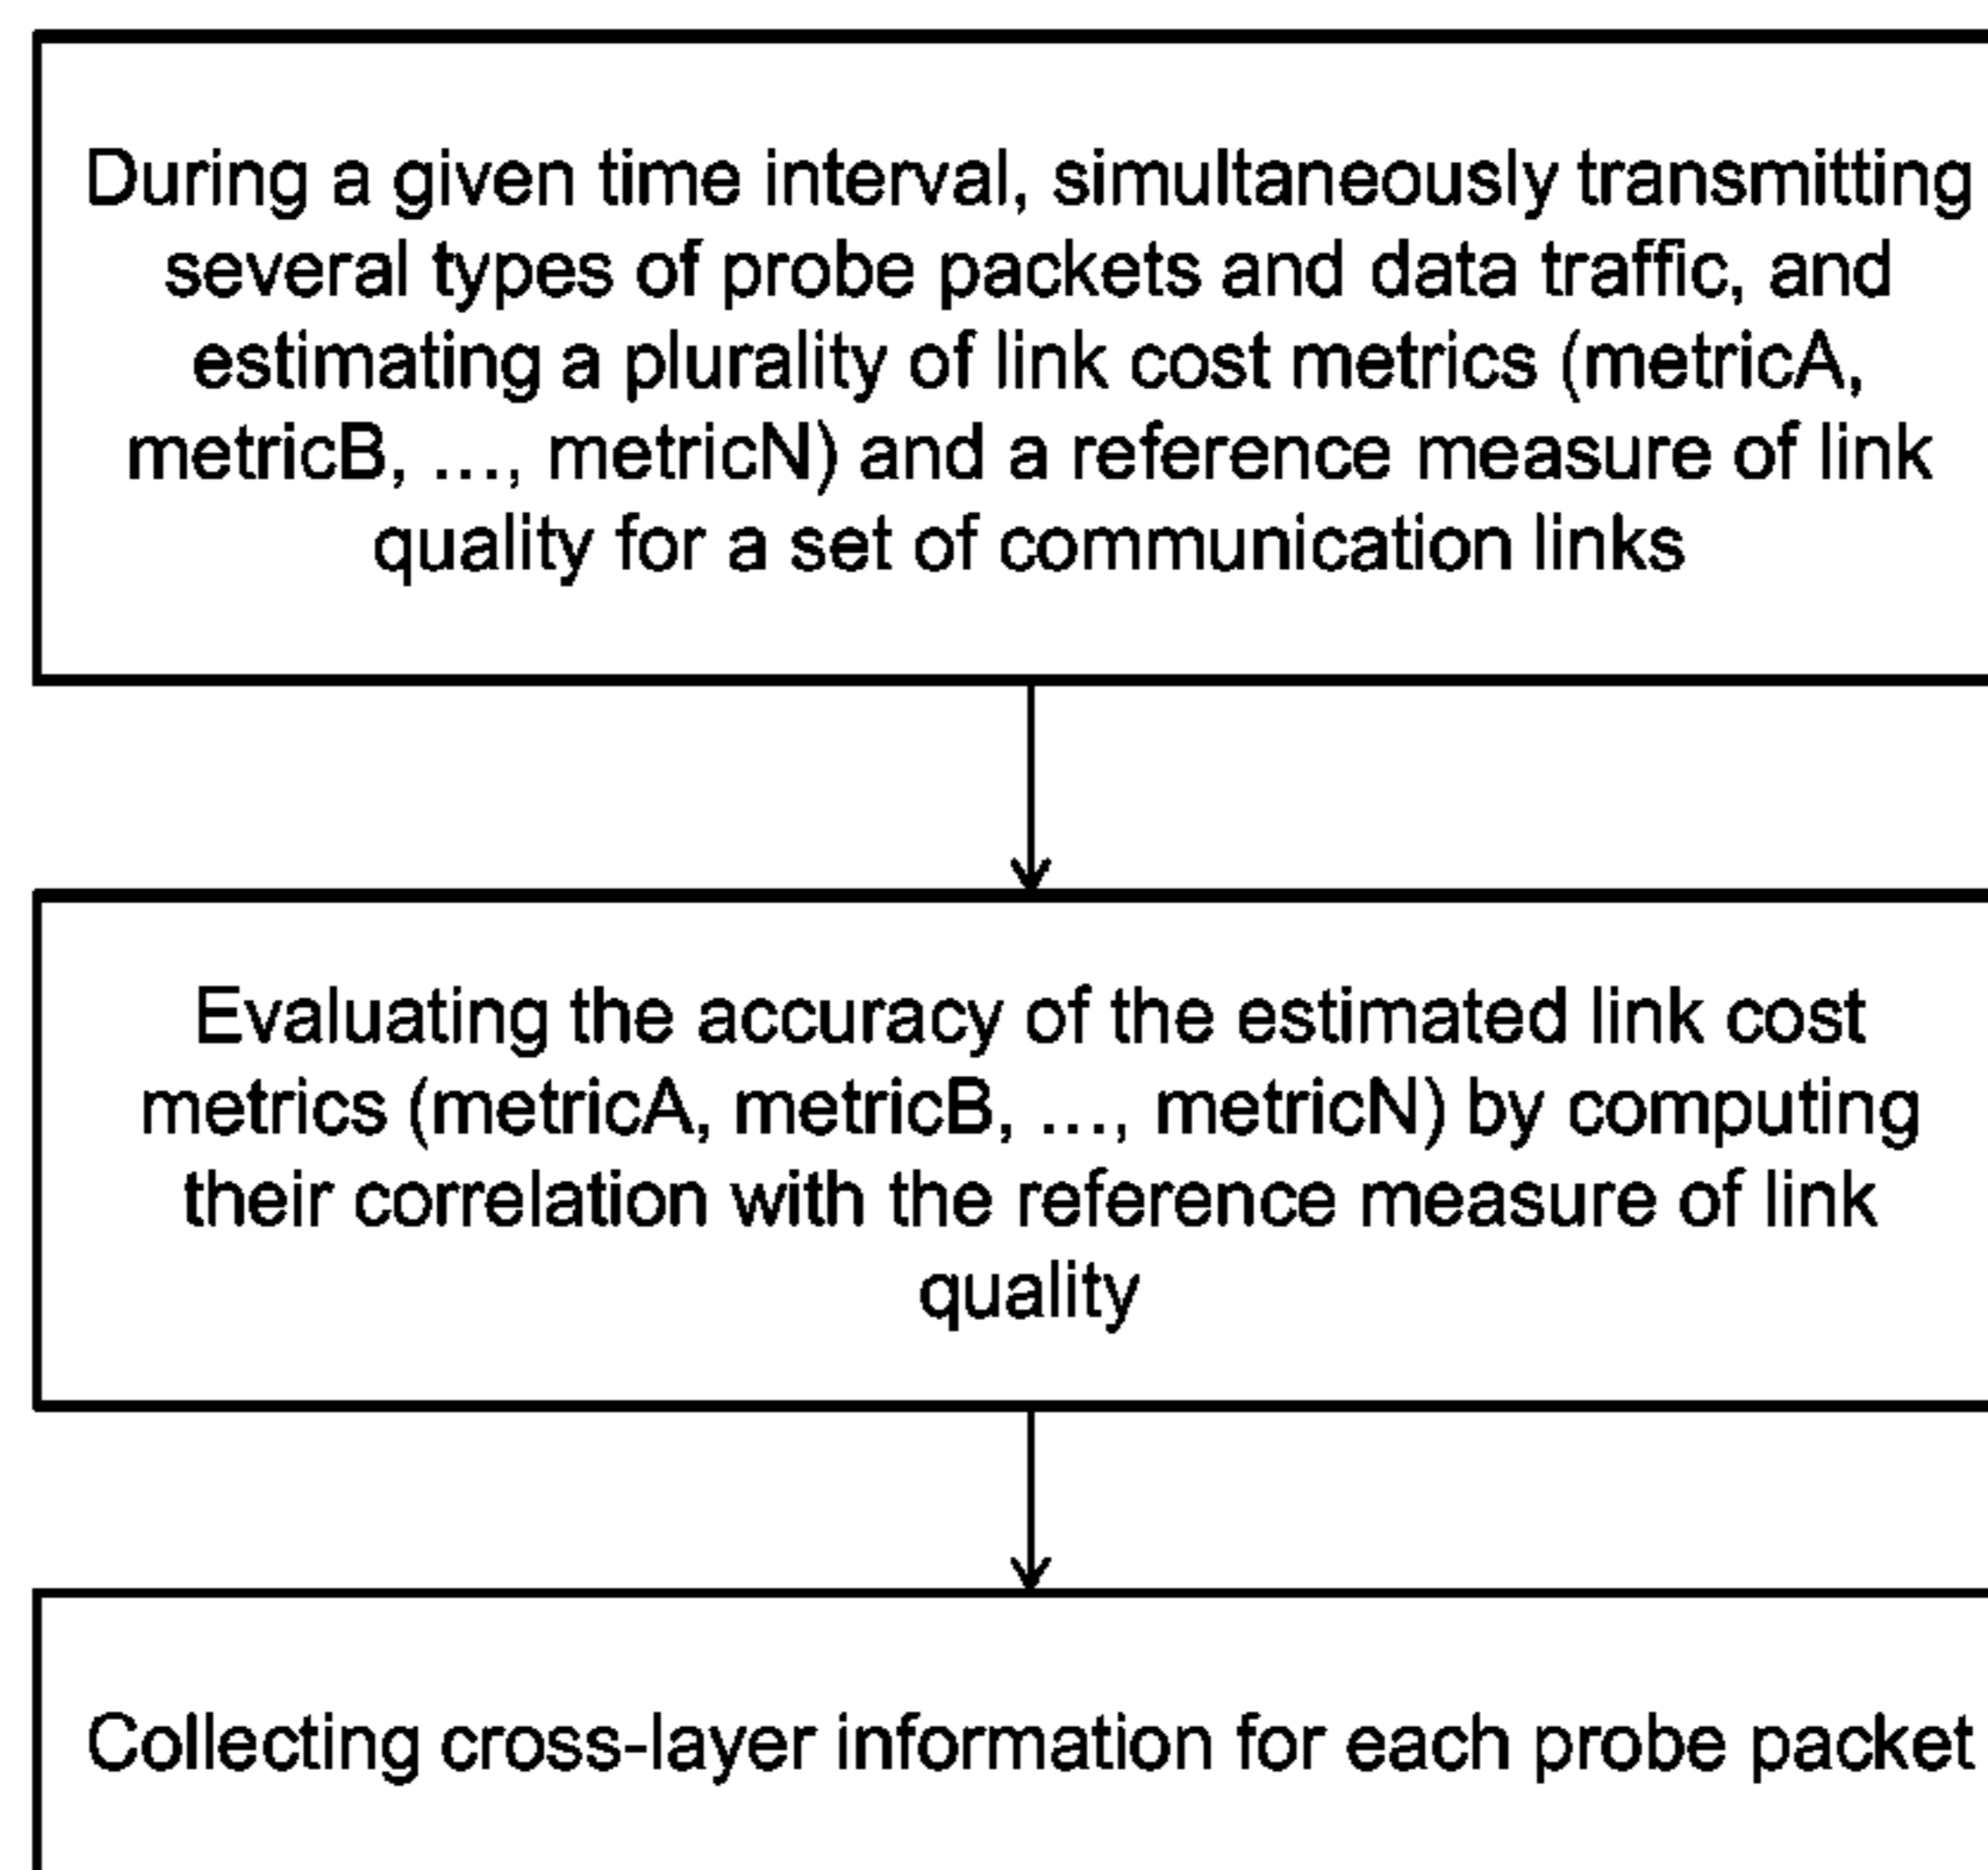 During a given time interval, simultaneously transmitting
several types of probe packets and data traffic, and
estimating a plurality of link cost metrics (metricA,
metricB, ..., metricN) and a reference measure of link
quality for a set of communication links
Evaluating the accuracy of the estimated link cost
metrics (metricA, metricB, ..., metricN) by computing
their correlation with the reference measure of link
quality
Collecting cross-layer information for each probe packet